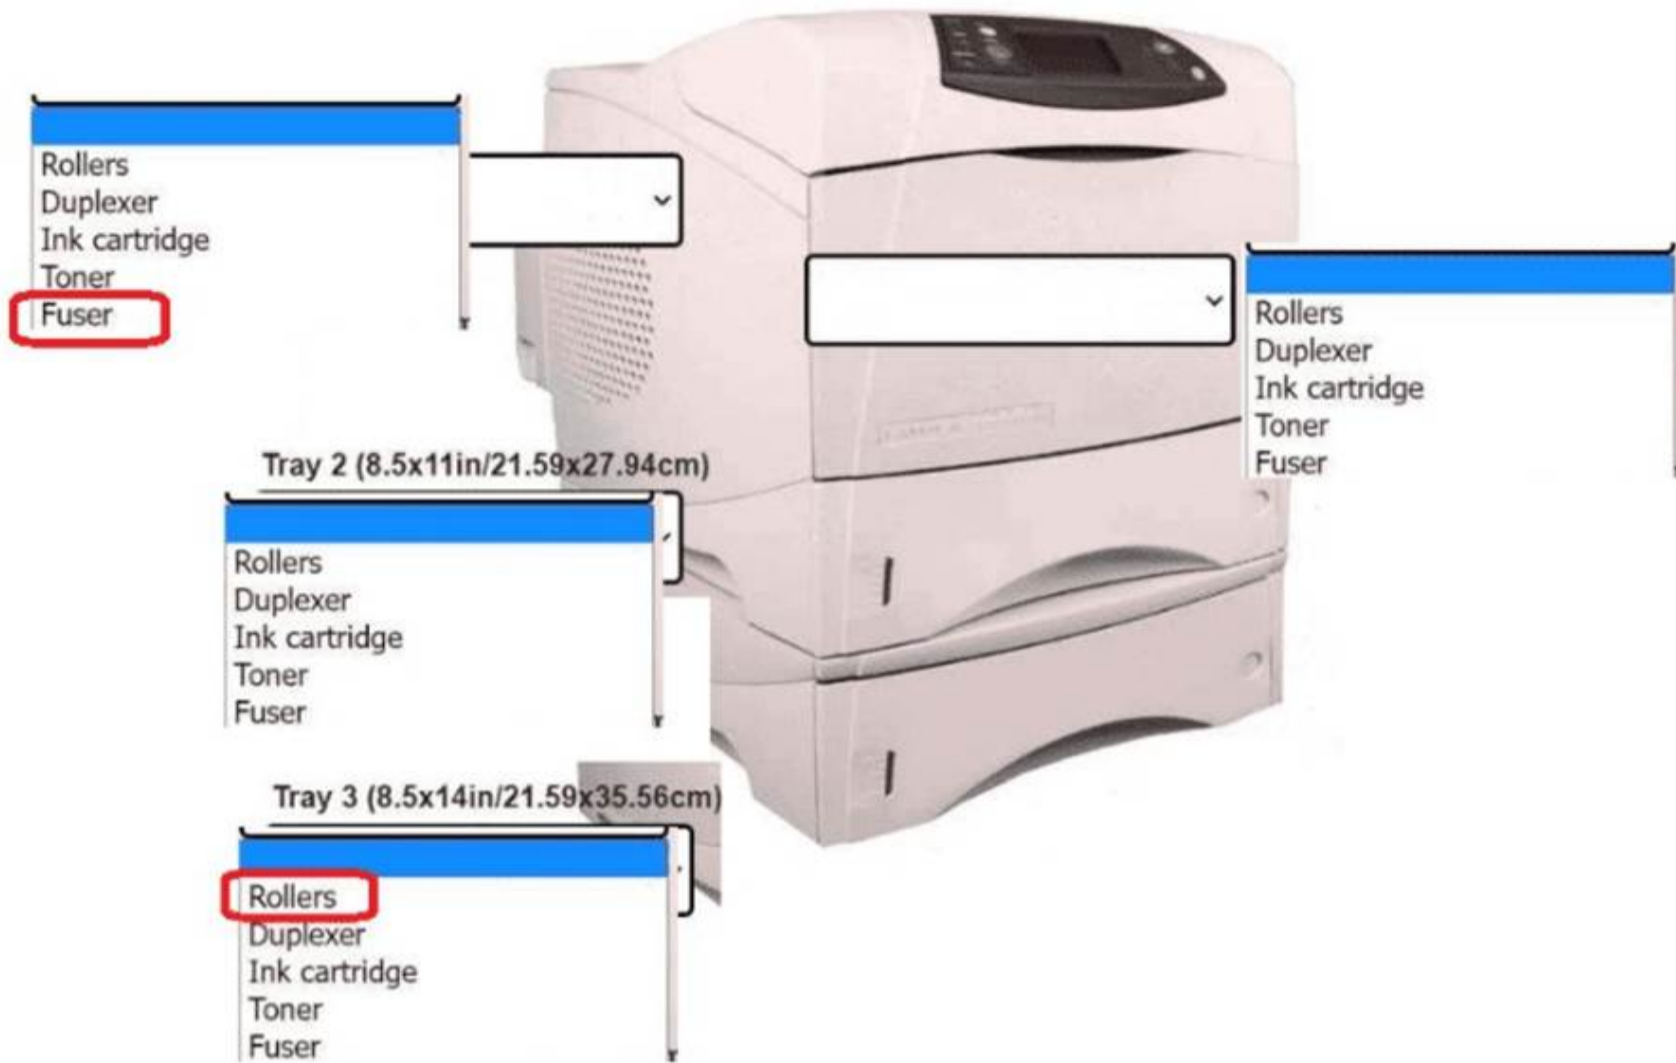 Rollers
Duplexer
Ink cartridge
Toner
Fuser
Rollers
Duplexer
Ink cartridge
Toner
Fuser
Tray 2 (8.5x11in/21.59x27.94cm)
Rollers
Duplexer
Ink cartridge
Toner
Fuser
Tray 3 (8.5x14in/21.59x35.56cm)
Rollers
Duplexer
Ink cartridge
Toner
Fuser